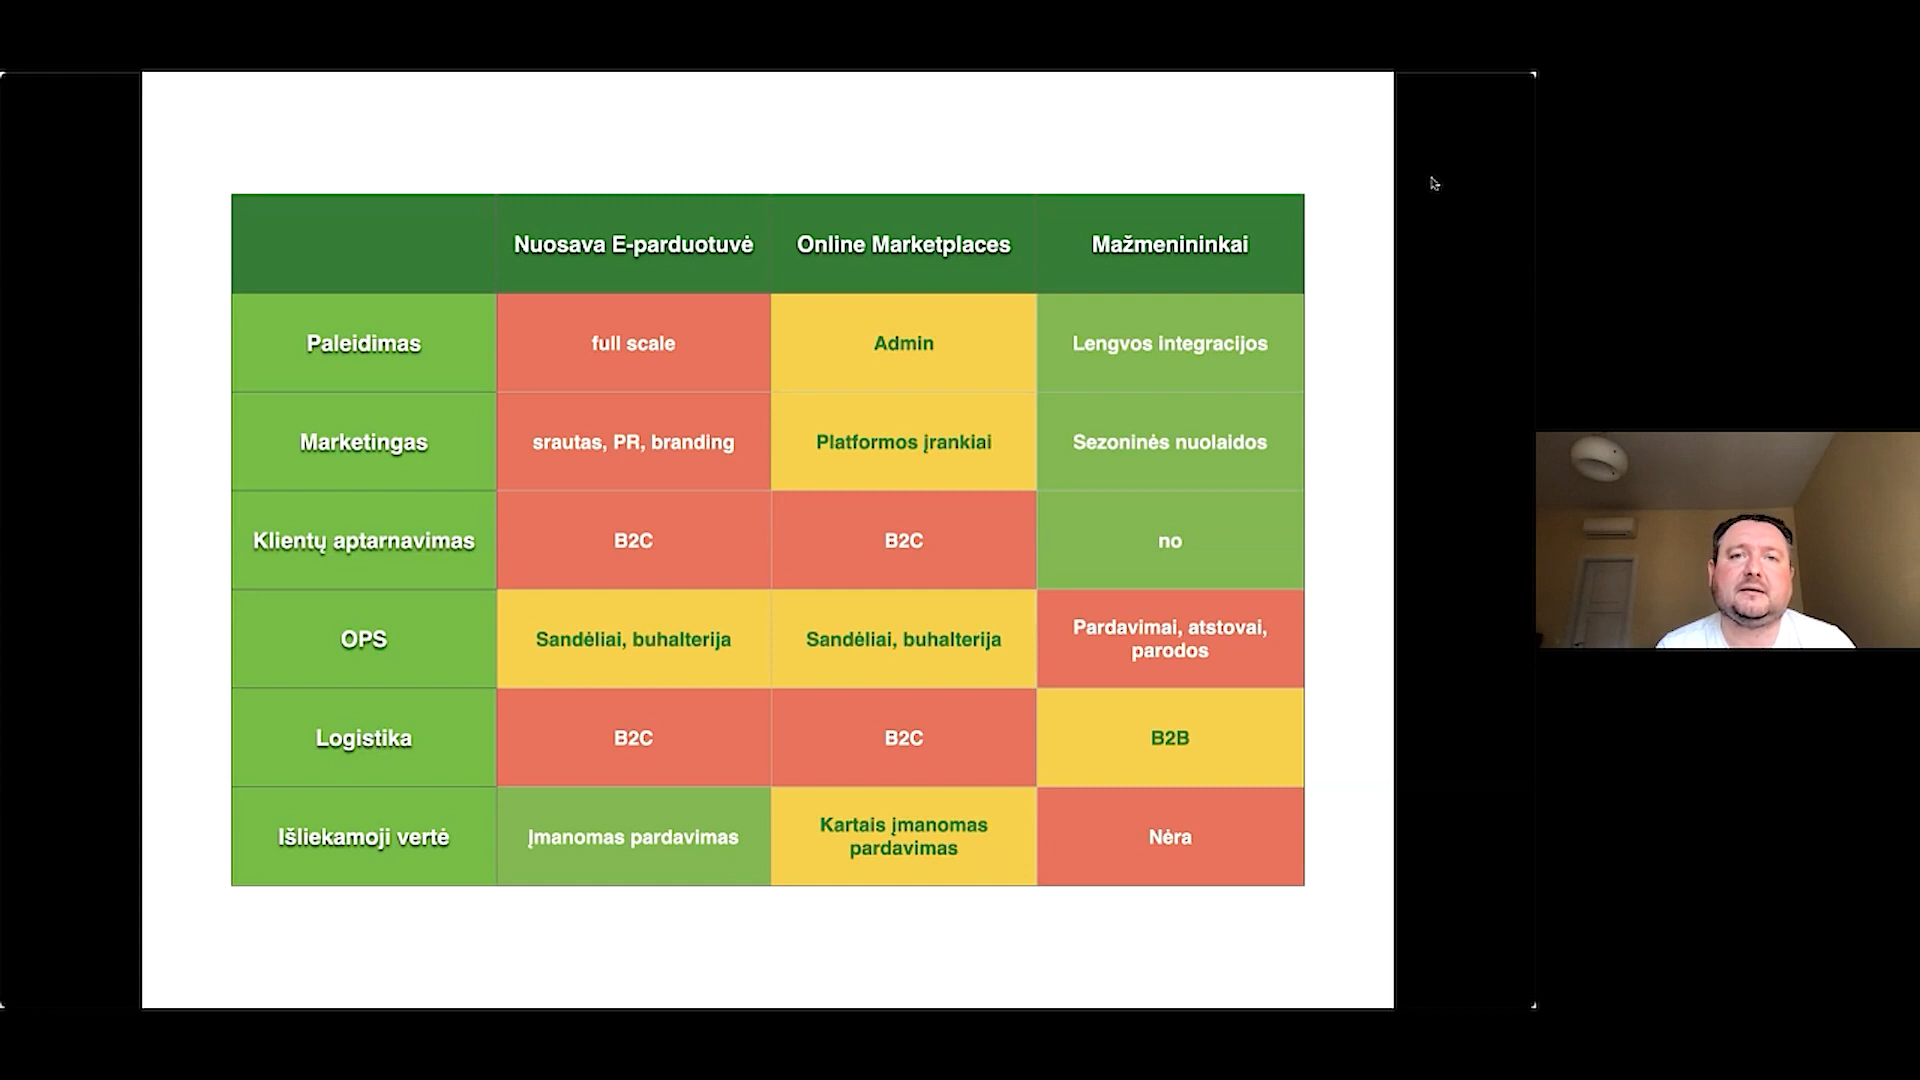 Nuosava E-parduotuvė
Online Marketplaces
Mažmenininkai
Paleidimas
full scale
Admin
Lengvos integracijos
Marketingas
srautas, PR, branding
Platformos įrankiai
Sezoninės nuolaidos
Klientų aptarnavimas
B2C
B2C
no
OPS
Sandėliai, buhalterija
Sandėliai, buhalterija
Pardavimai, atstovai,
parodos
Logistika
B2C
B2C
B2B
Išliekamoji vertė
Įmanomas pardavimas
Kartais įmanomas
pardavimas
Nėra